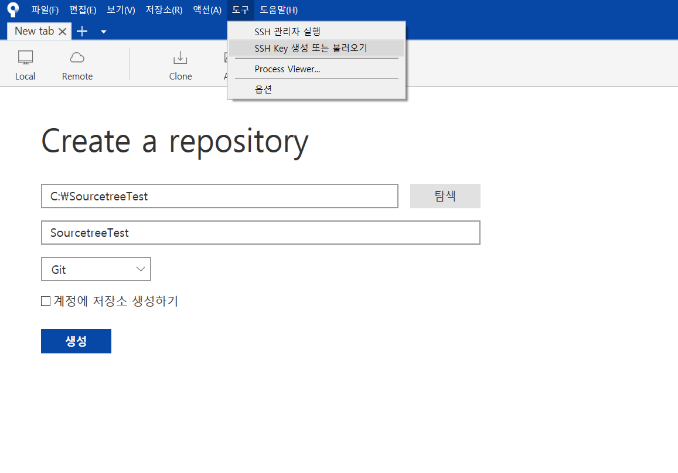 파일(F) 편집(E) 보기(V) 저장소(R) 액션(A) 도구 도움말(H)
New tab
SSH 관리자 실행
SSH Key 생성 또는 불러오기
Process Viewer...
옵션
Local Remote Clone
Create a repository
C:₩SourcetreeTest 탐색
SourcetreeTest
Git
계정에 저장소 생성하기
생성